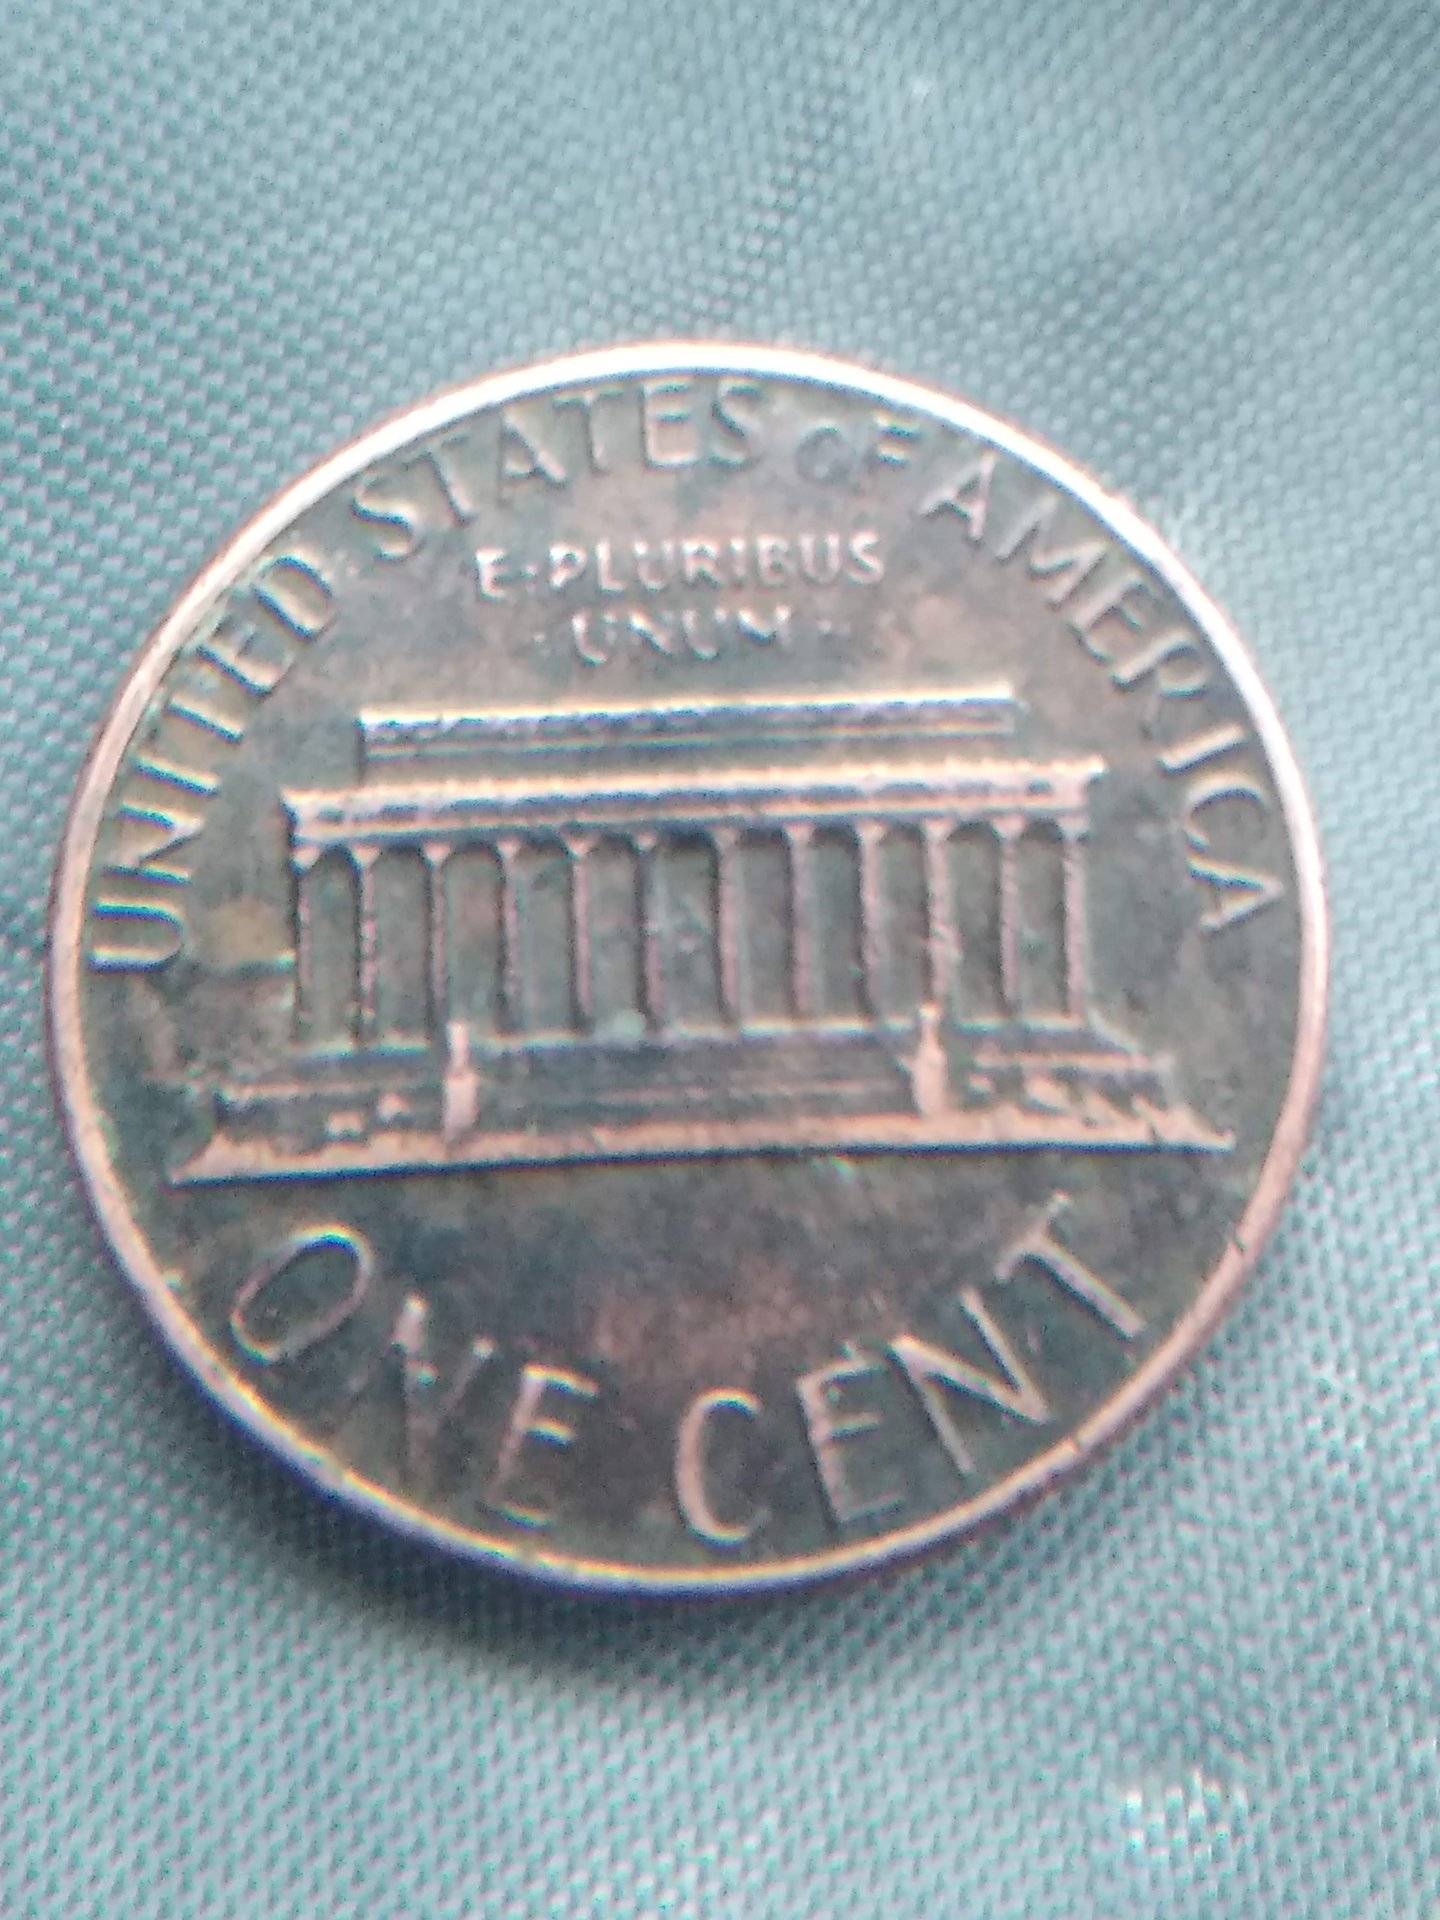 UNITED STATES OF AMERICA
E·PLURIBUS
·UNUM·
ONE CENT